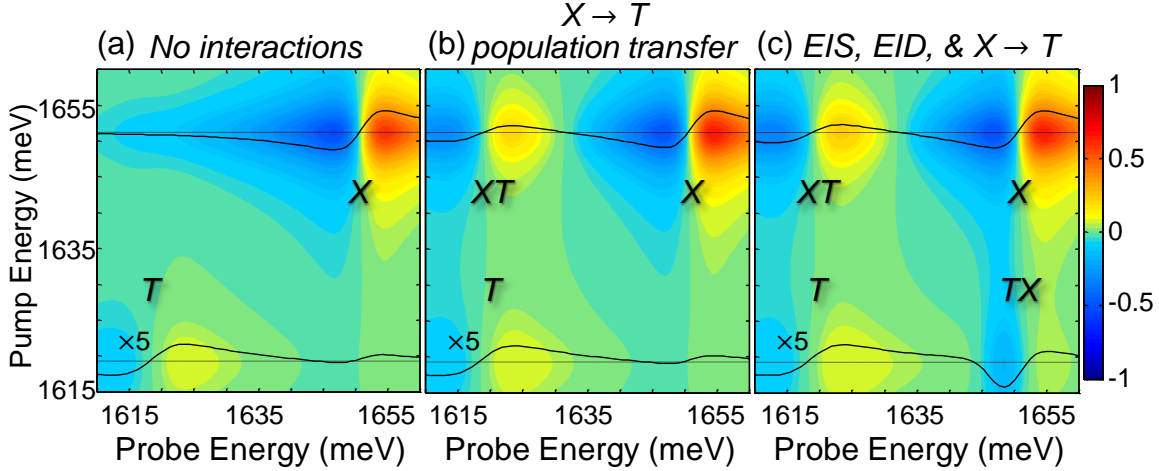 X → T
(a) No interactions
(b) population transfer
(c) EIS, EID, & X → T
Pump Energy (meV)
1655
1635
1615
X
T
×5
1615 1635 1655
Probe Energy (meV)
XT
X
T
×5
1615 1635 1655
Probe Energy (meV)
XT
X
T
TX
×5
1615 1635 1655
Probe Energy (meV)
1
0.5
0
-0.5
-1